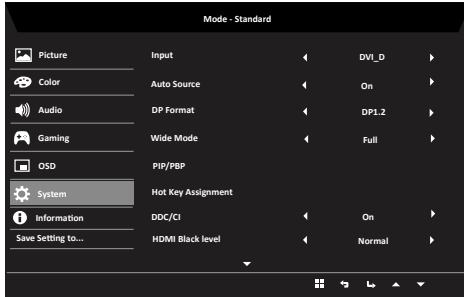 Mode - Standard
Picture
Color
Audio
Gaming
OSD
System
Information
Save Setting to...
Input DVI_D
Auto Source On
DP Format DP1.2
Wide Mode Full
PIP/PBP
Hot Key Assignment
DDC/CI On
HDMI Black level Normal